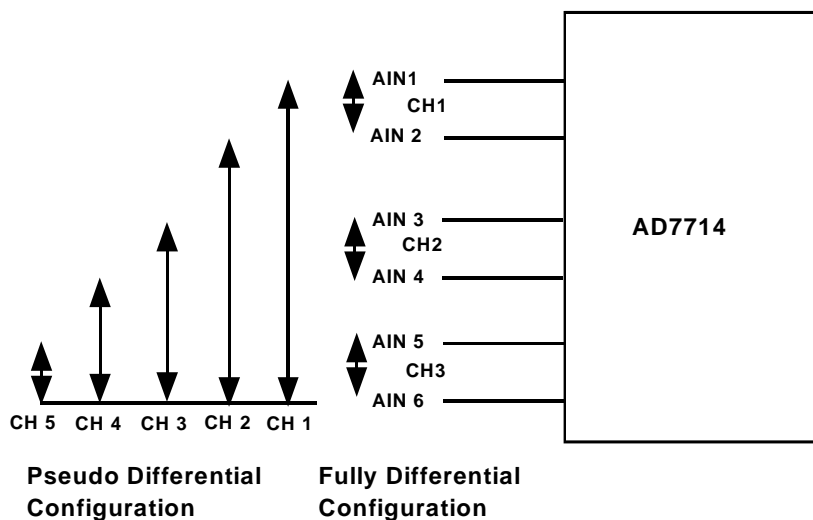 AIN1
CH1
AIN 2
AIN 3
CH2
AIN 4
AIN 5
CH3
AIN 6
AD7714
CH 5 CH 4 CH 3 CH 2 CH 1
Pseudo Differential
Configuration
Fully Differential
Configuration